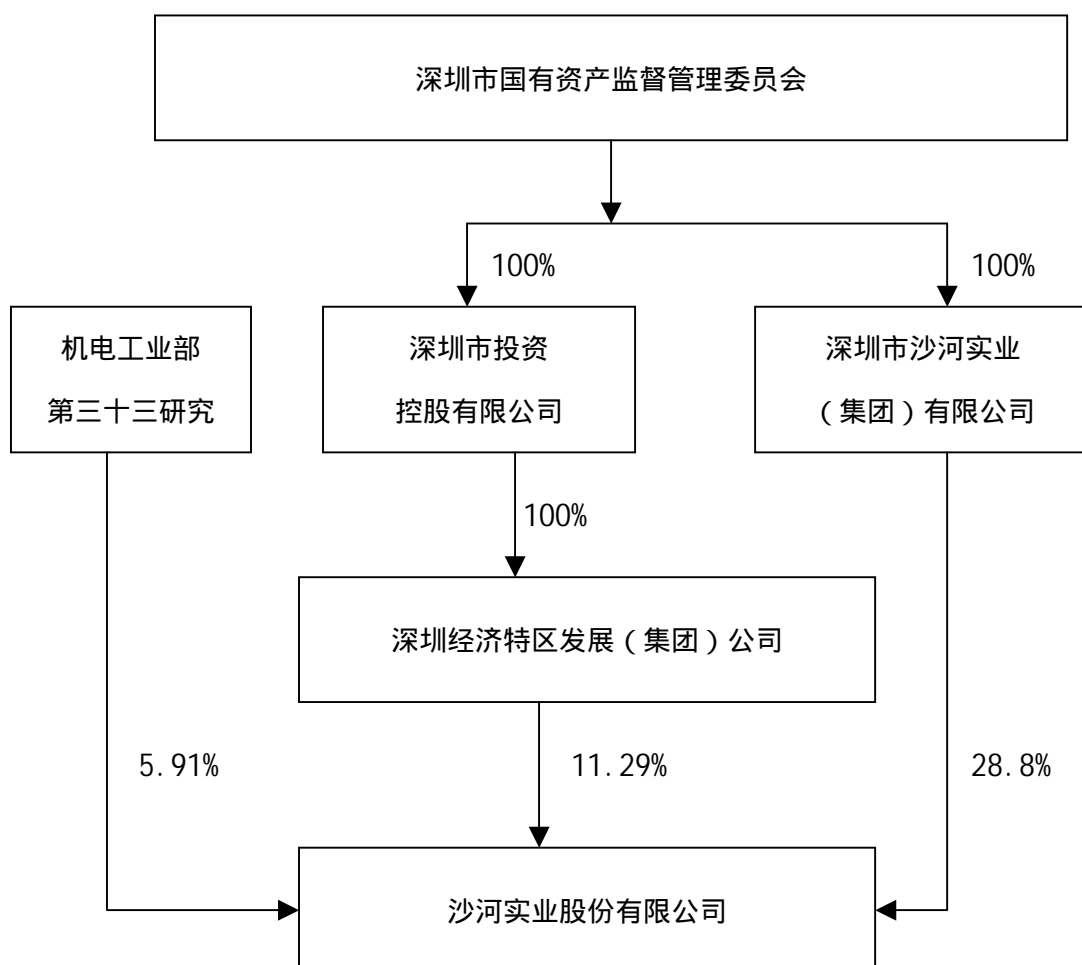 深圳市国有资产监督管理委员会
100%
100%
机电工业部
第三十三研究
深圳市投资
控股有限公司
深圳市沙河实业
（集团）有限公司
100%
深圳经济特区发展（集团）公司
5.91%
11.29%
28.8%
沙河实业股份有限公司